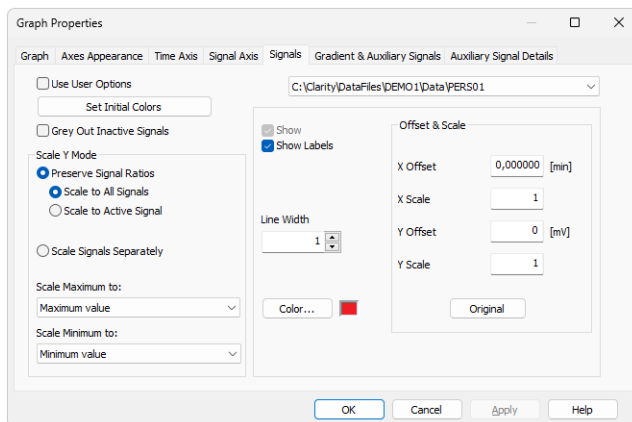 Graph Properties
Graph Axes Appearance Time Axis Signal Axis Signals Gradient & Auxiliary Signals Auxiliary Signal Details
Use User Options
Set Initial Colors
Grey Out Inactive Signals
Scale Y Mode
Preserve Signal Ratios
Scale to All Signals
Scale to Active Signal
Scale Signals Separately
Scale Maximum to:
Maximum value
Scale Minimum to:
Minimum value
C:\Clarity\DataFiles\DEMO1\Data\PERS01
Show
Show Labels
Line Width
1
Color...
Offset & Scale
X Offset 0,000000 [min]
X Scale 1
Y Offset 0 [mV]
Y Scale 1
Original
OK Cancel Apply Help